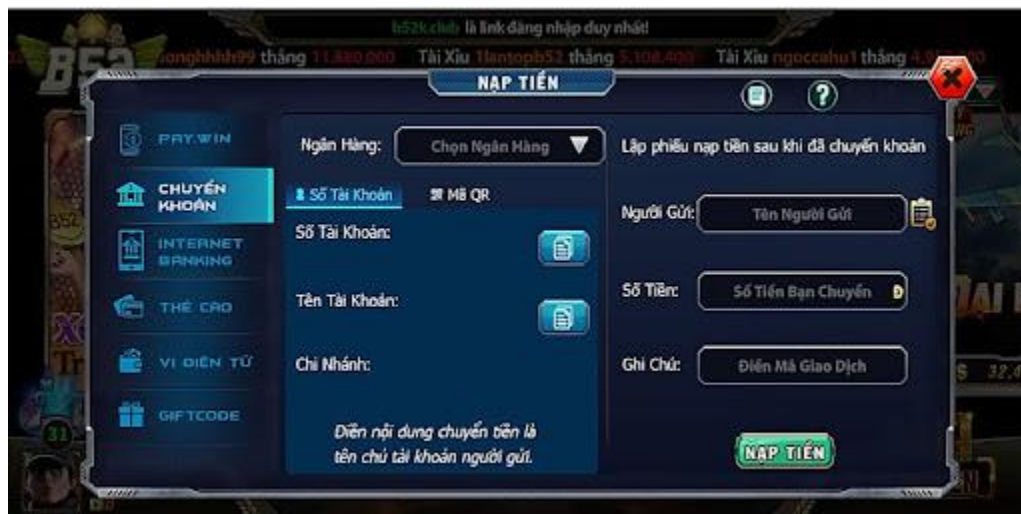 b52k.club là link đăng nhập duy nhất!
onghhhh99 thắng 11.880.000 Tài Xỉu 1lantopb52 thắng 5.108.400 Tài Xỉu ngoccahu1 thắng
B52
NẠP TIỀN
PAY.WIN
CHUYỂN KHOẢN
INTERNET BANKING
THẺ CÀO
VÍ ĐIỆN TỬ
GIFTCODE
Ngân Hàng:
Chọn Ngân Hàng
Số Tài Khoản
Mã QR
Số Tài Khoản:
Tên Tài Khoản:
Chi Nhánh:
Điền nội dung chuyển tiền là
tên chủ tài khoản người gửi.
Lập phiếu nạp tiền sau khi đã chuyển khoản
Người Gửi:
Tên Người Gửi
Số Tiền:
Số Tiền Bạn Chuyển
Ghi Chú:
Điền Mã Giao Dịch
NẠP TIỀN
31